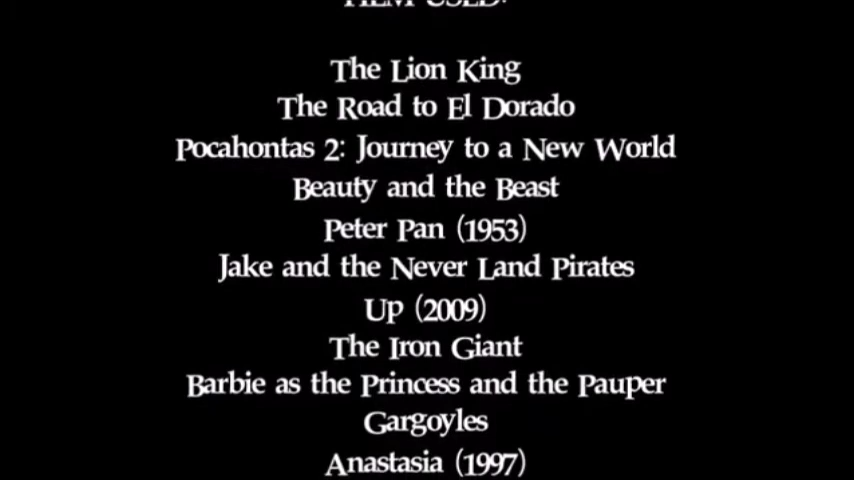 FILM USED:
The Lion King
The Road to El Dorado
Pocahontas 2: Journey to a New World
Beauty and the Beast
Peter Pan (1953)
Jake and the Never Land Pirates
Up (2009)
The Iron Giant
Barbie as the Princess and the Pauper
Gargoyles
Anastasia (1997)